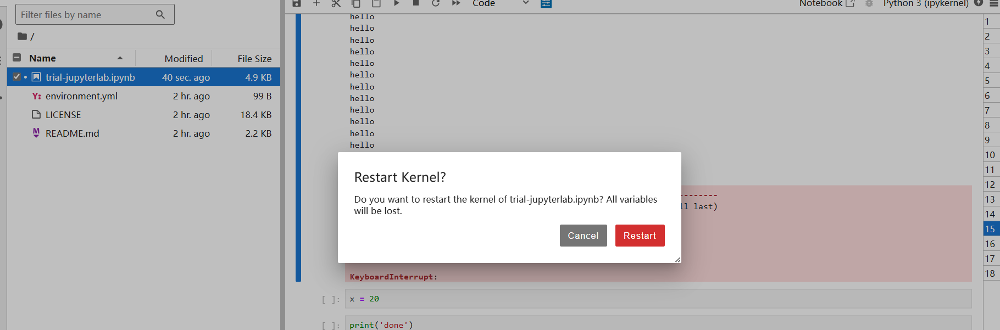 Filter files by name
/
Name Modified File Size
trial-jupyterlab.ipynb 40 sec. ago 4.9 KB
Y: environment.yml 2 hr. ago 99 B
LICENSE 2 hr. ago 18.4 KB
M README.md 2 hr. ago 2.2 KB
Code Notebook Python 3 (ipykernel)
hello
hello
hello
hello
hello
hello
hello
hello
hello
hello
hello
hello
Restart Kernel?
Do you want to restart the kernel of trial-jupyterlab.ipynb? All variables
will be lost.
Cancel Restart
--------
ll last)
KeyboardInterrupt:
[ ]: x = 20
[ ]: print('done')
1
2
3
4
5
6
7
8
9
10
11
12
13
14
15
16
17
18